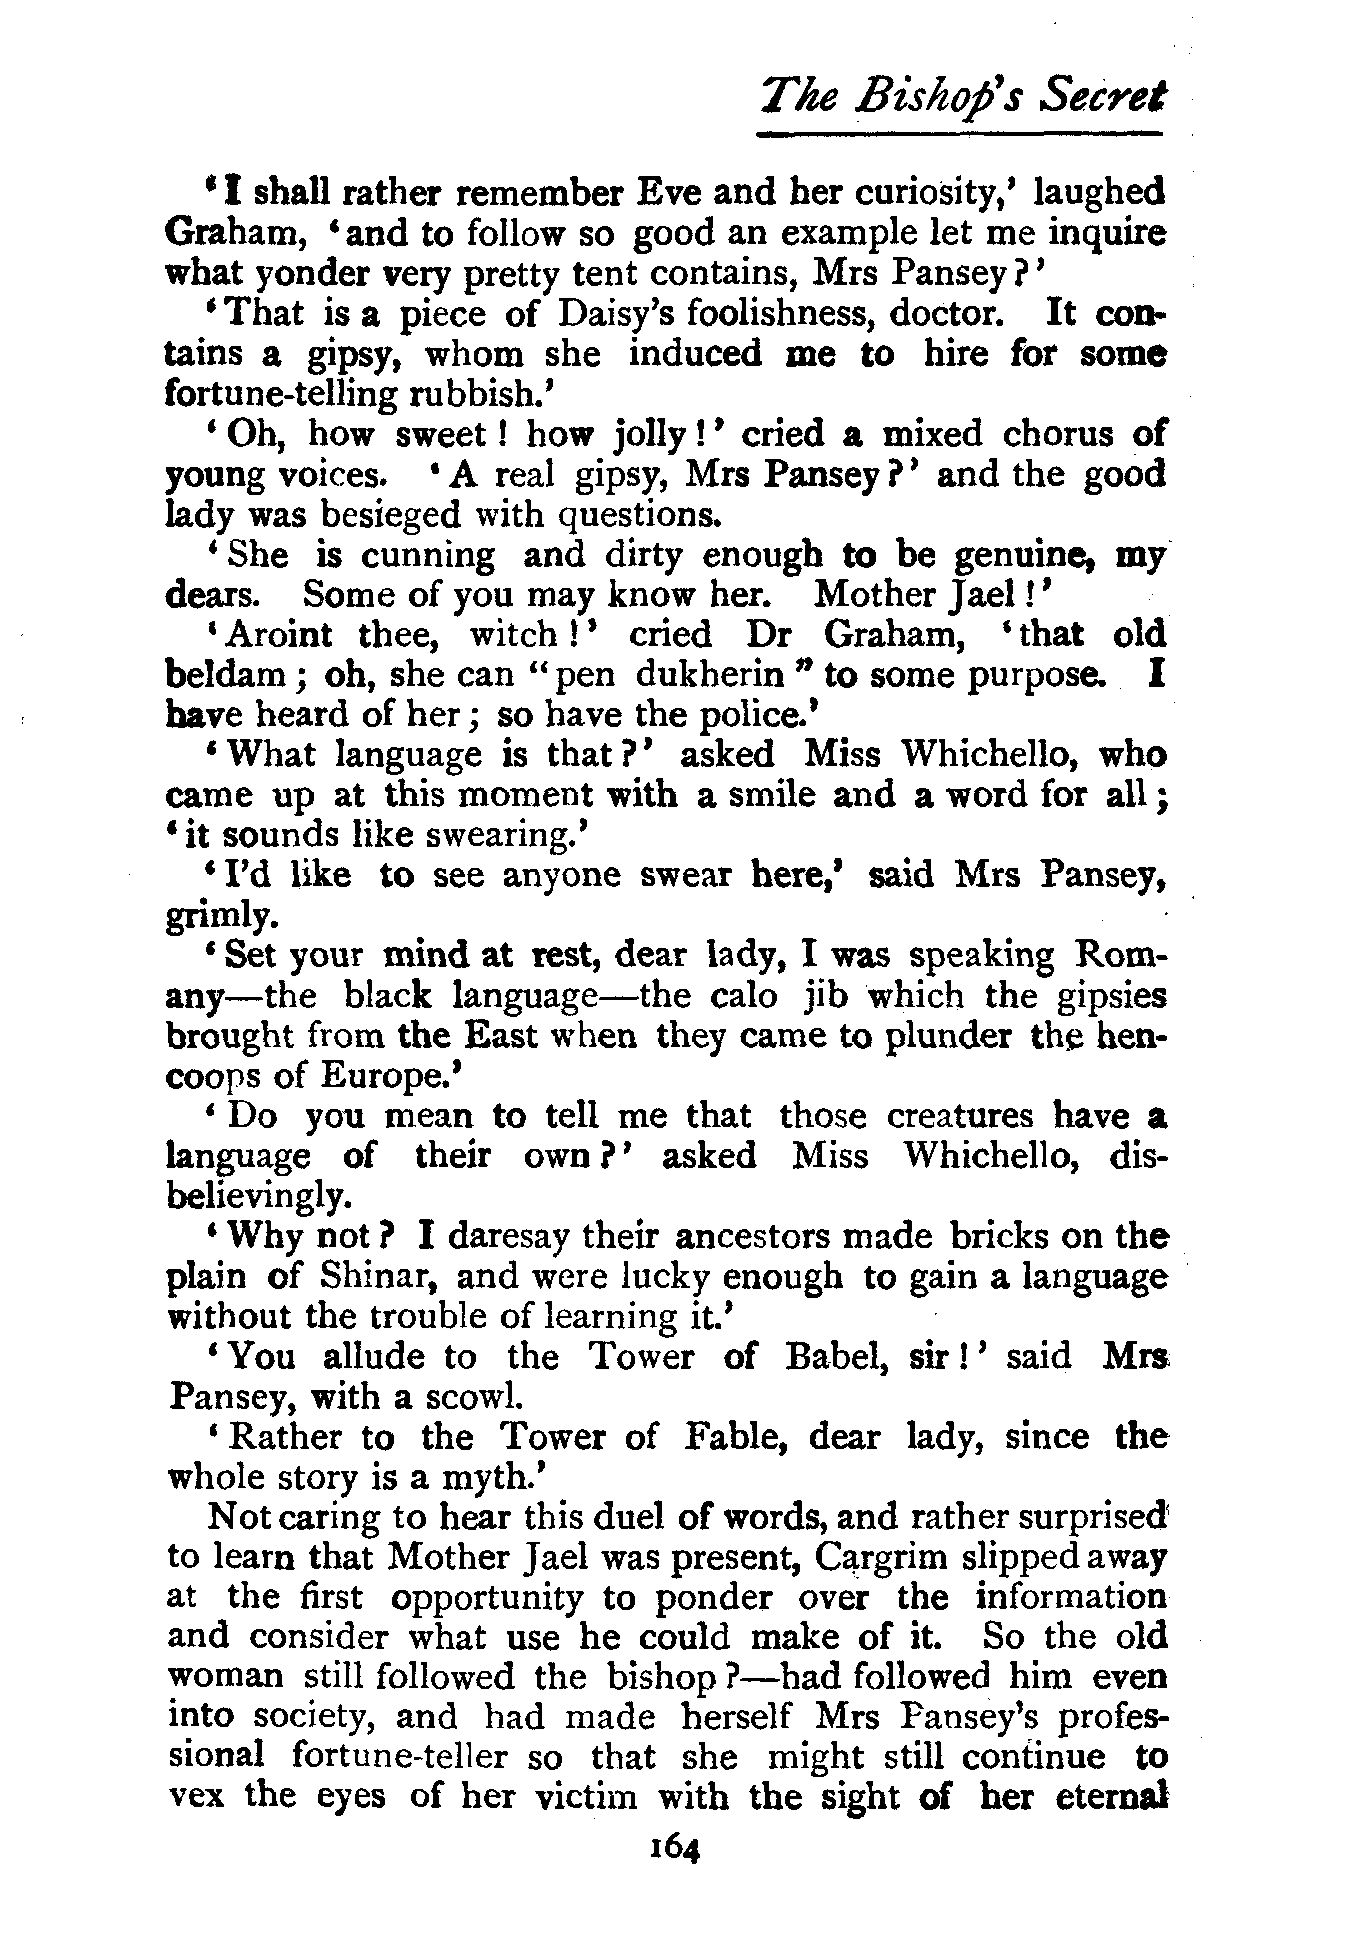 The Bishop's Secret
‘I shall rather remember Eve and her curiosity,’ laughed
Graham, ‘and to follow so good an example let me inquire
what yonder very pretty tent contains, Mrs Pansey?’
‘That is a piece of Daisy’s foolishness, doctor. It con-
tains a gipsy, whom she induced me to hire for some
fortune-telling rubbish.’
‘Oh, how sweet! how jolly!’ cried a mixed chorus of
young voices. ‘A real gipsy, Mrs Pansey?’ and the good
lady was besieged with questions.
‘She is cunning and dirty enough to be genuine, my
dears. Some of you may know her. Mother Jael!’
‘Aroint thee, witch!’ cried Dr Graham, ‘that old
beldam; oh, she can “pen dukherin” to some purpose. I
have heard of her; so have the police.’
‘What language is that?’ asked Miss Whichello, who
came up at this moment with a smile and a word for all;
‘it sounds like swearing.’
‘I’d like to see anyone swear here,’ said Mrs Pansey,
grimly.
‘Set your mind at rest, dear lady, I was speaking Rom-
any—the black language—the calo jib which the gipsies
brought from the East when they came to plunder the hen-
coops of Europe.’
‘Do you mean to tell me that those creatures have a
language of their own?’ asked Miss Whichello, dis-
believingly.
‘Why not? I daresay their ancestors made bricks on the
plain of Shinar, and were lucky enough to gain a language
without the trouble of learning it.’
‘You allude to the Tower of Babel, sir!’ said Mrs
Pansey, with a scowl.
‘Rather to the Tower of Fable, dear lady, since the
whole story is a myth.’
Not caring to hear this duel of words, and rather surprised
to learn that Mother Jael was present, Cargrim slipped away
at the first opportunity to ponder over the information
and consider what use he could make of it. So the old
woman still followed the bishop?—had followed him even
into society, and had made herself Mrs Pansey’s profes-
sional fortune-teller so that she might still continue to
vex the eyes of her victim with the sight of her eternal
164